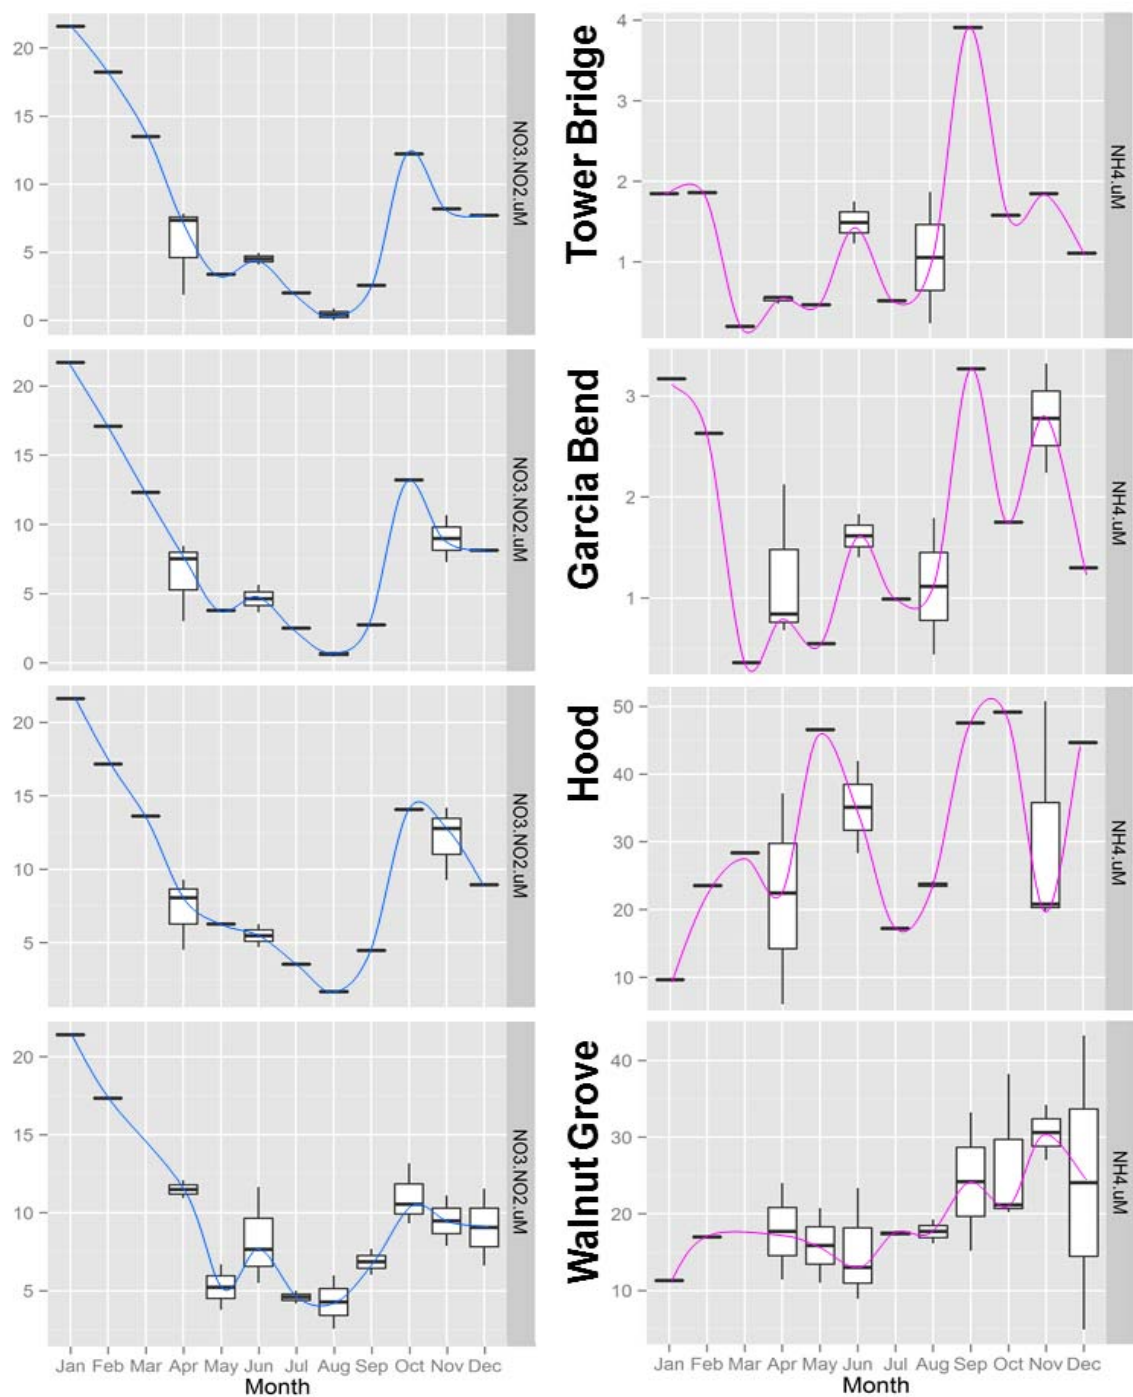 20
15
10
5
0
NO3.NO2.uM
Tower Bridge
4
3
2
1
NH4.uM
20
15
10
5
0
NO3.NO2.uM
Garcia Bend
3
2
1
NH4.uM
20
15
10
5
NO3.NO2.uM
Hood
50
40
30
20
10
NH4.uM
20
15
10
5
NO3.NO2.uM
Walnut Grove
40
30
20
10
NH4.uM
Jan Feb Mar Apr May Jun Jul Aug Sep Oct Nov Dec
Month
Jan Feb Mar Apr May Jun Jul Aug Sep Oct Nov Dec
Month